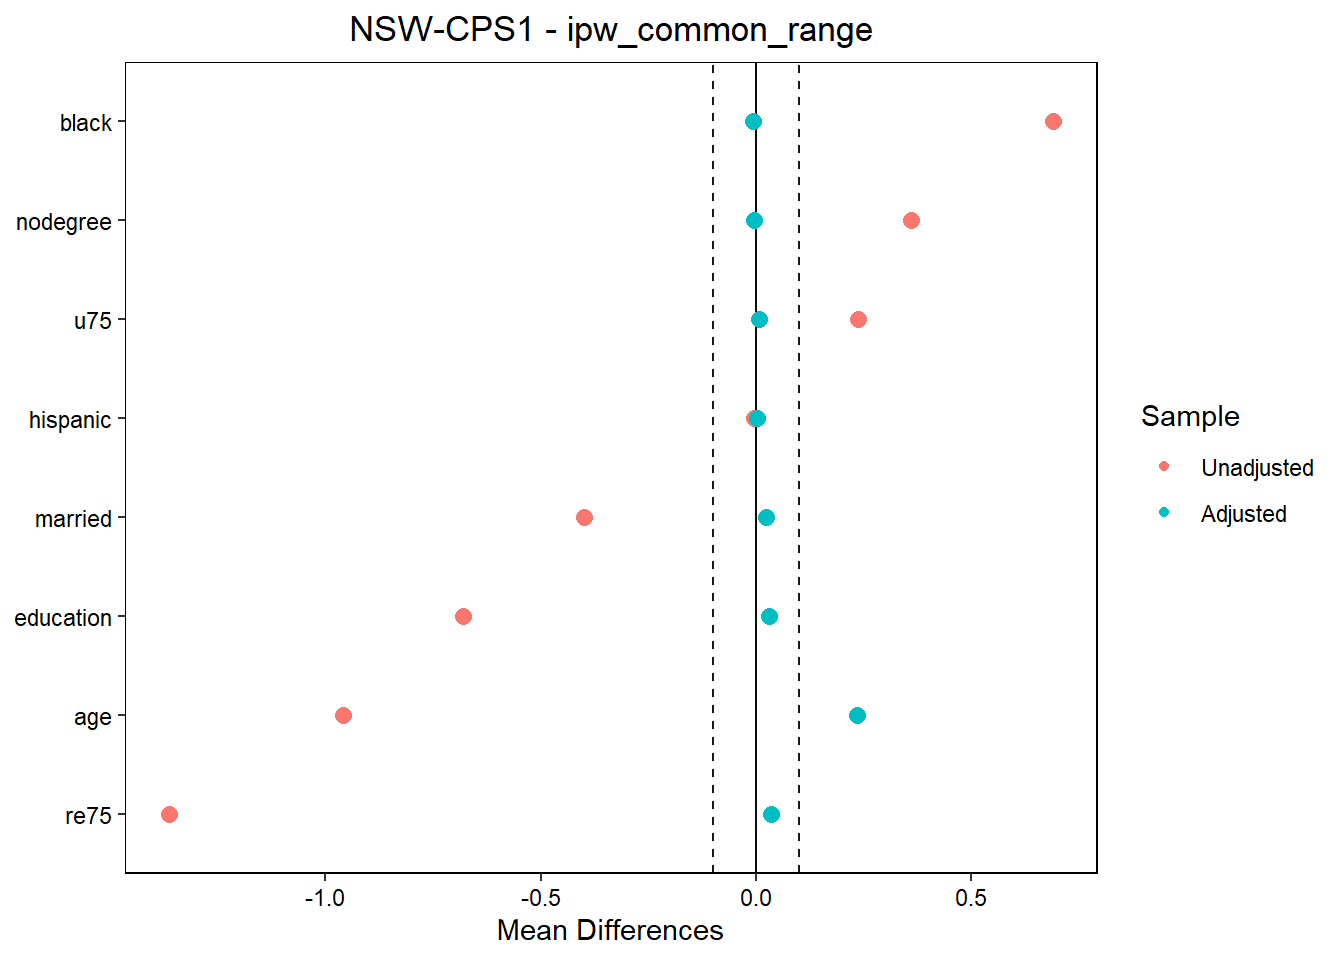 NSW-CPS1 - ipw_common_range
black
nodegree
u75
hispanic
married
education
age
re75
-1.0
-0.5
0.0
0.5
Mean Differences
Sample
Unadjusted
Adjusted